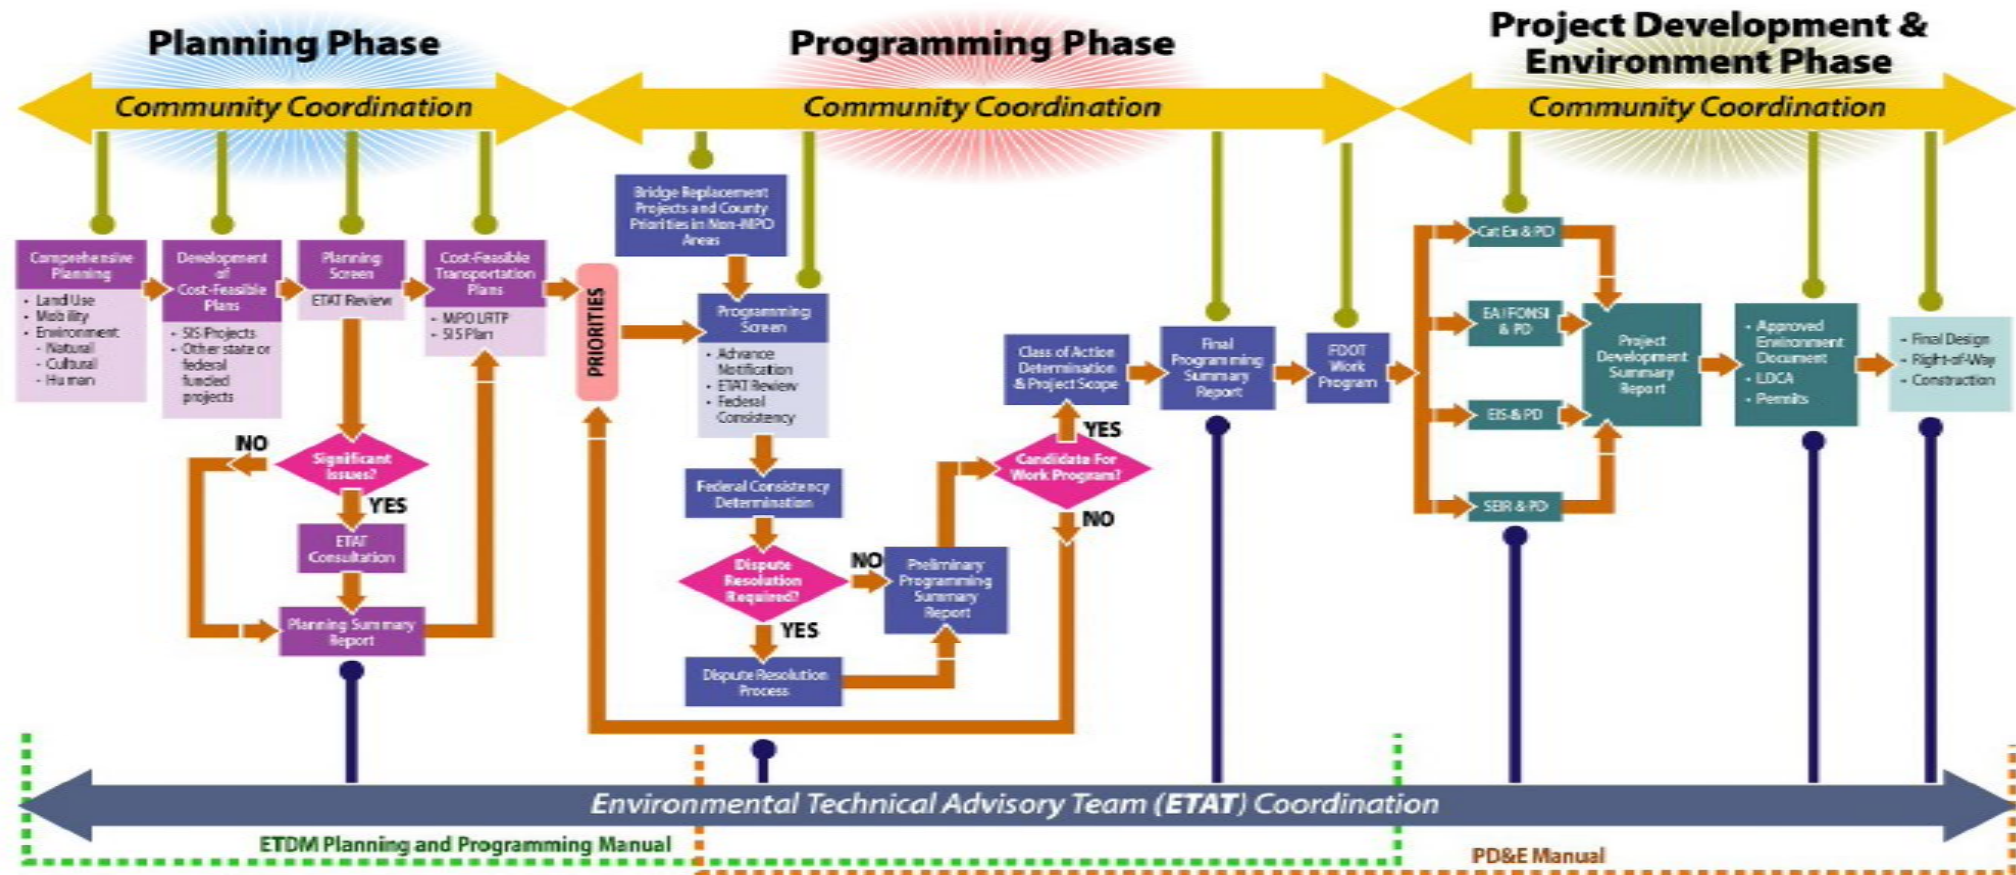 Planning Phase
Community Coordination
Comprehensive
Planning
• Land Use
• Mobility
• Environment
- Natural
- Cultural
- Human
Development
of
Cost-Feasible
Plans
• SIS Projects
• Other state or
federal
funded
projects
Planning
Screen
ETAT Review
Cost-Feasible
Transportation
Plans
• MPO LRTP
• SIS Plan
Significant
Issues?
NO
YES
ETAT
Consultation
Planning Summary
Report
PRIORITIES
Programming Phase
Community Coordination
Bridge Replacement
Projects and County
Priorities in Non-MPO
Areas
Programming
Screen
• Advance
Notification
• ETAT Review
• Federal
Consistency
Federal Consistency
Determination
Dispute
Resolution
Required?
NO
YES
Dispute Resolution
Process
Preliminary
Programming
Summary
Report
Candidate For
Work Program?
YES
NO
Class of Action
Determination
& Project Scope
Final
Programming
Summary
Report
FDOT
Work
Program
Project Development &
Environment Phase
Community Coordination
Cat Ex & PD
EA / FONSI
& PD
EIS & PD
SEIR & PD
Project
Development
Summary
Report
• Approved
Environment
Document
• LDCA
• Permits
• Final Design
• Right-of-Way
• Construction
Environmental Technical Advisory Team (ETAT) Coordination
ETDM Planning and Programming Manual
PD&E Manual